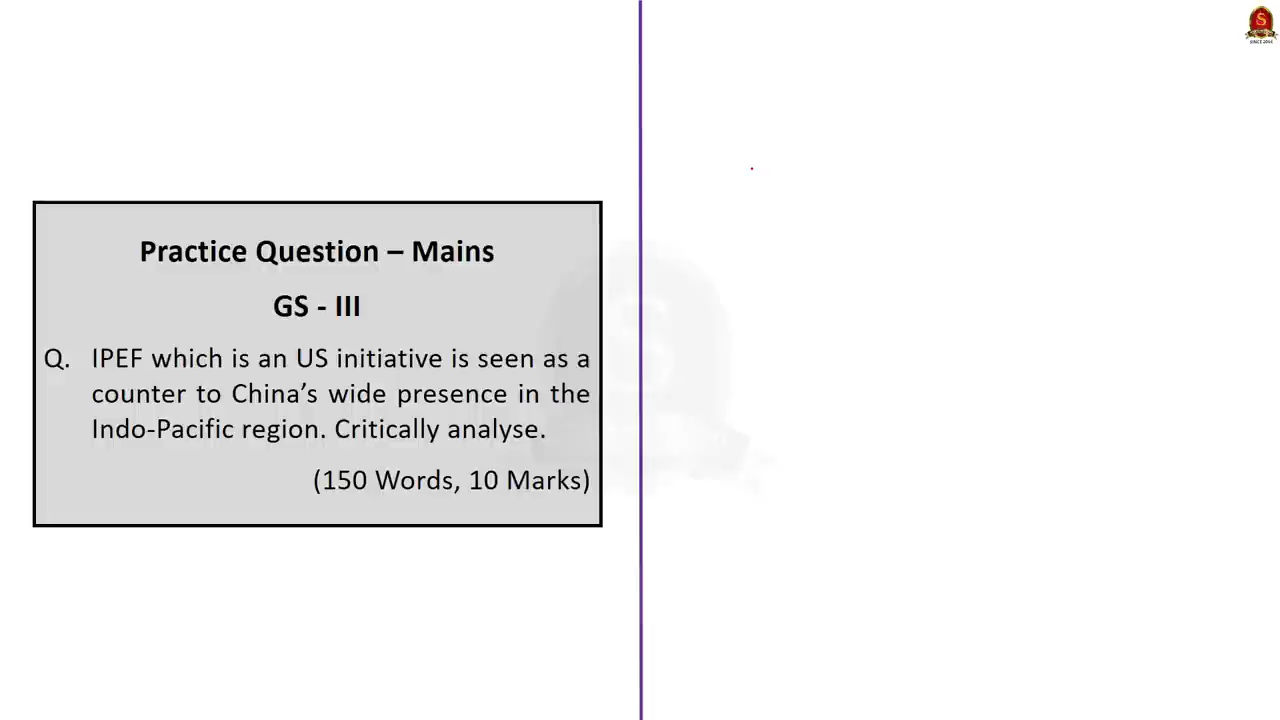 Practice Question – Mains
GS - III
Q. IPEF which is an US initiative is seen as a
counter to China’s wide presence in the
Indo-Pacific region. Critically analyse.
(150 Words, 10 Marks)
S